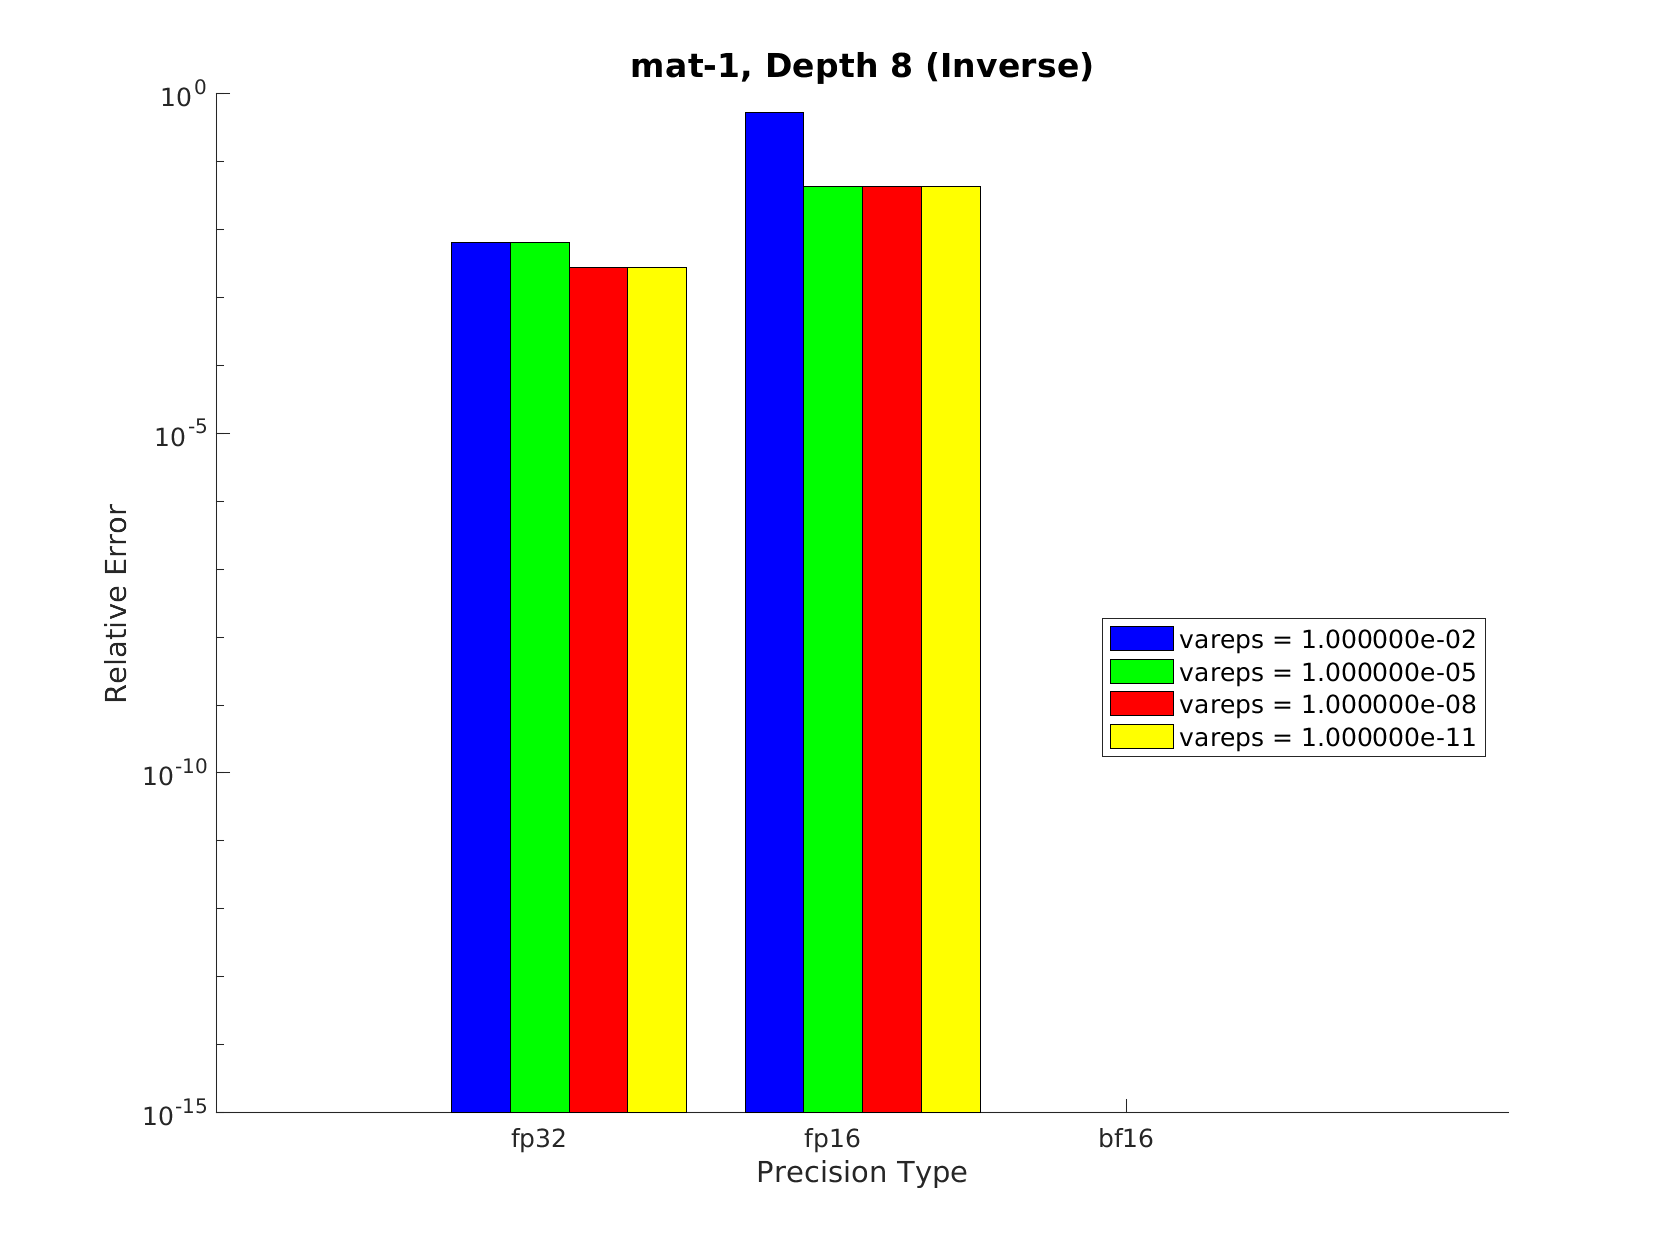 mat-1, Depth 8 (Inverse)
10^0
10^-5
10^-10
10^-15
Relative Error
vareps = 1.000000e-02
vareps = 1.000000e-05
vareps = 1.000000e-08
vareps = 1.000000e-11
fp32 fp16 bf16
Precision Type